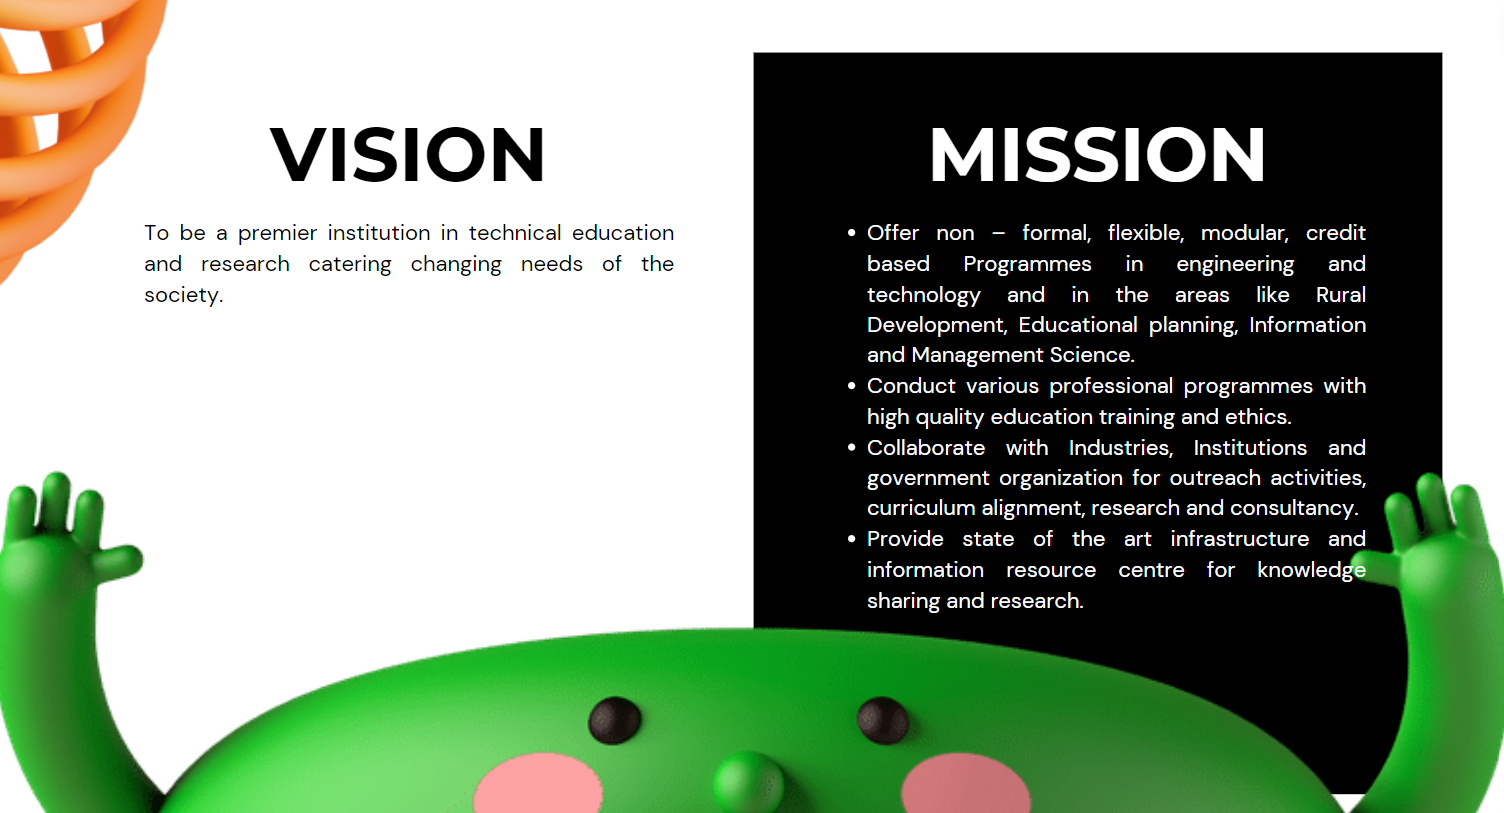 VISION
To be a premier institution in technical education
and research catering changing needs of the
society.
MISSION
• Offer non – formal, flexible, modular, credit
based Programmes in engineering and
technology and in the areas like Rural
Development, Educational planning, Information
and Management Science.
• Conduct various professional programmes with
high quality education training and ethics.
• Collaborate with Industries, Institutions and
government organization for outreach activities,
curriculum alignment, research and consultancy.
• Provide state of the art infrastructure and
information resource centre for knowledge
sharing and research.